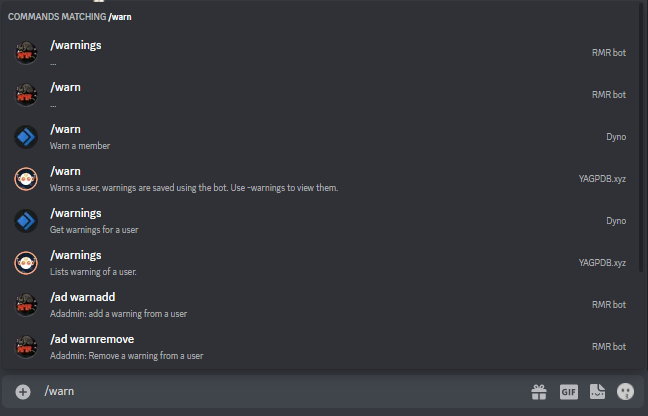 COMMANDS MATCHING /warn
/warnings
...
RMR bot
/warn
...
RMR bot
/warn
Warn a member
Dyno
/warn
Warns a user, warnings are saved using the bot. Use -warnings to view them.
YAGPDB.xyz
/warnings
Get warnings for a user
Dyno
/warnings
Lists warning of a user.
YAGPDB.xyz
/ad warnadd
Adadmin: add a warning from a user
RMR bot
/ad warnremove
Adadmin: Remove a warning from a user
RMR bot
/warn
GIF